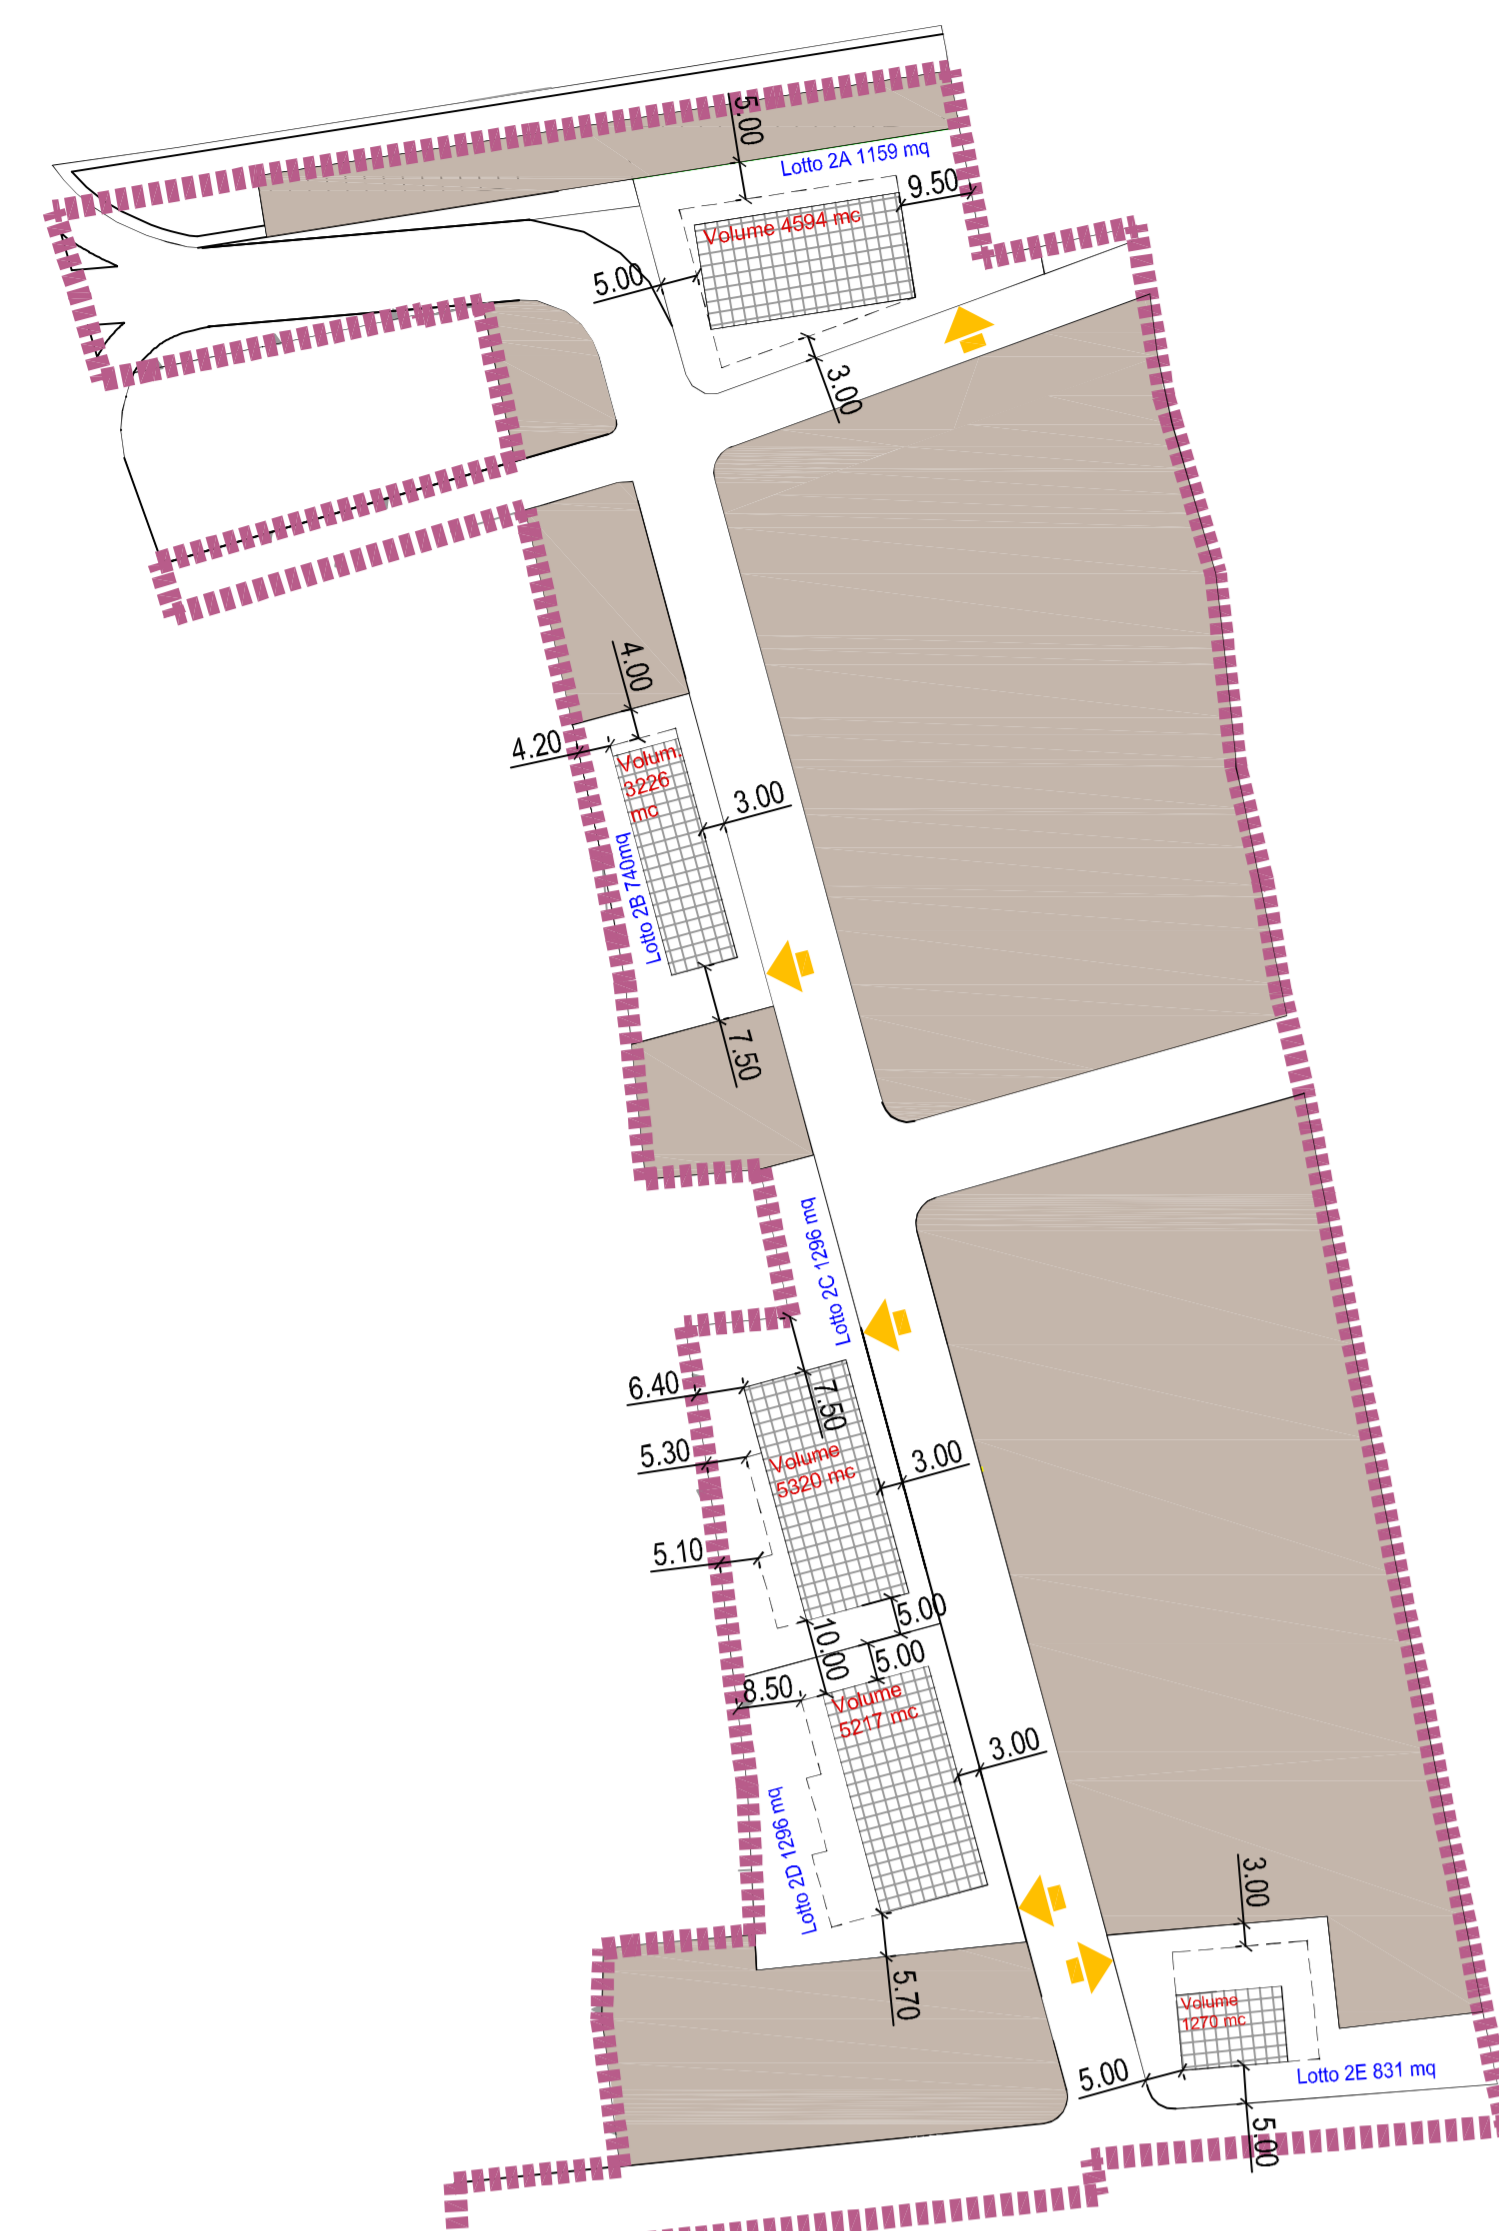 5.00
Lotto 2A 1159 mq
9.50
Volume 4594 mc
5.00
3.00
4.00
4.20
Volum.
3226
mc
3.00
Lotto 2B 740mq
7.50
Lotto 2C 1296 mq
6.40
7.50
5.30
Volume
5320 mc
3.00
5.10
5.00
10.00
5.00
8.50
Volume
5217 mc
3.00
Lotto 2D 1296 mq
3.00
5.70
Volume
1270 mc
5.00
Lotto 2E 831 mq
5.00